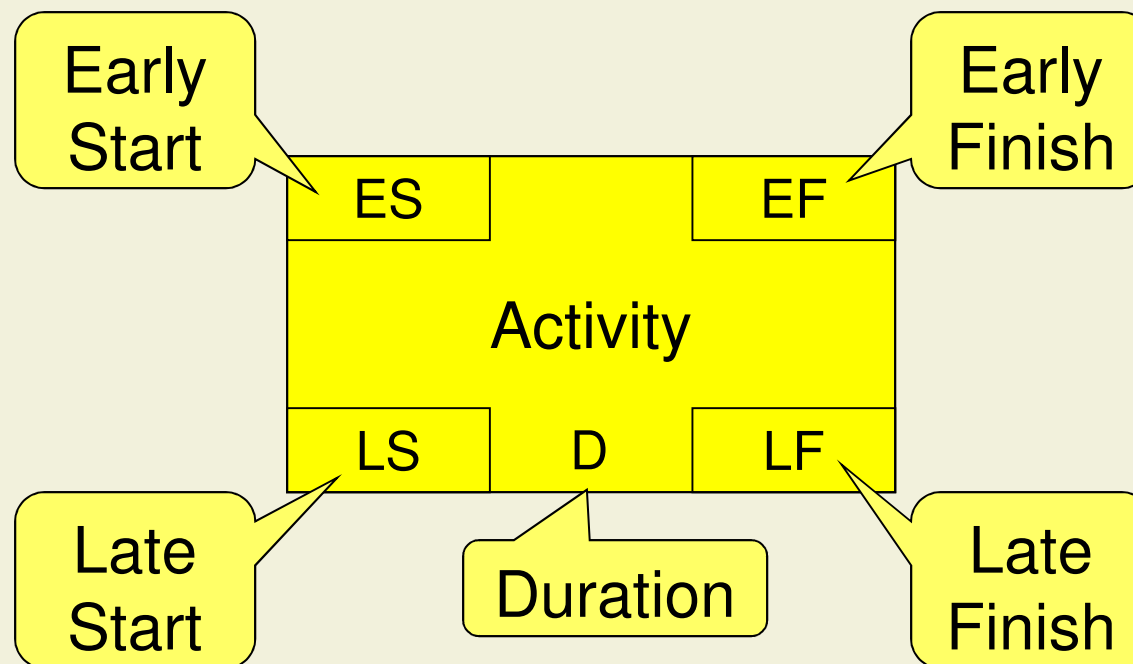 Early
Start
Early
Finish
ES
EF
Activity
LS
D
LF
Late
Start
Duration
Late
Finish